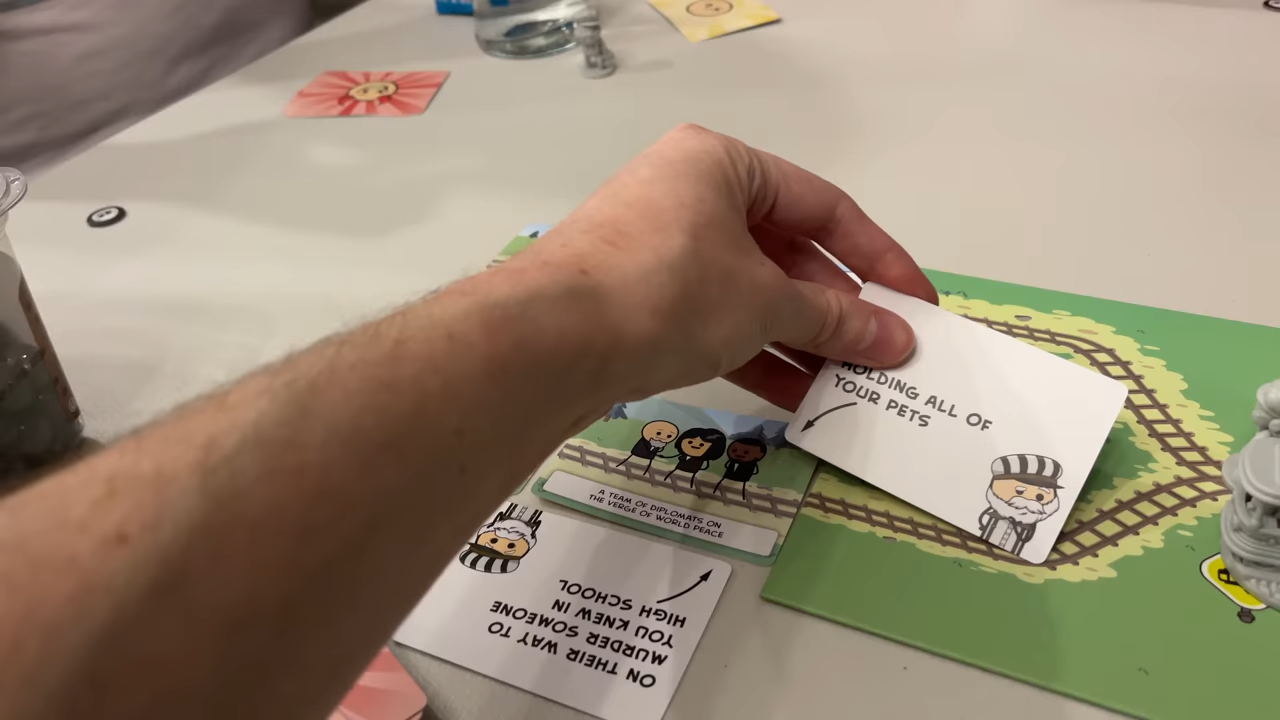 HOLDING ALL OF
YOUR PETS
A TEAM OF DIPLOMATS ON
THE VERGE OF WORLD PEACE
ON THEIR WAY TO
MURDER SOMEONE
YOU KNEW IN
HIGH SCHOOL